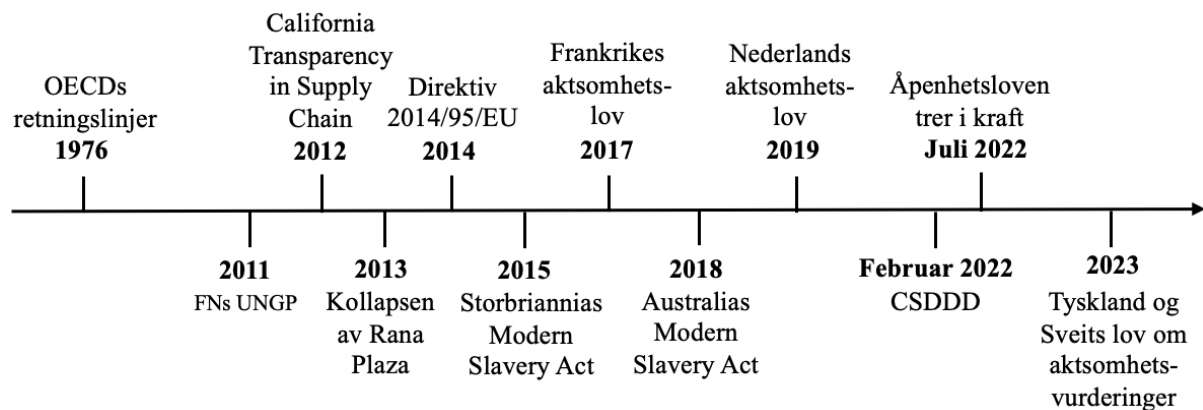 OECDs
retningslinjer
1976
California
Transparency
in Supply
Chain
2012
Direktiv
2014/95/EU
2014
Frankrikes
aktsomhets-
lov
2017
Nederlands
aktsomhets-
lov
2019
Åpenhetsloven
trer i kraft
Juli 2022
2011
FNs UNGP
2013
Kollapsen
av Rana
Plaza
2015
Storbriannias
Modern
Slavery Act
2018
Australias
Modern
Slavery Act
Februar 2022
CSDDD
2023
Tyskland og
Sveits lov om
aktsomhets-
vurderinger